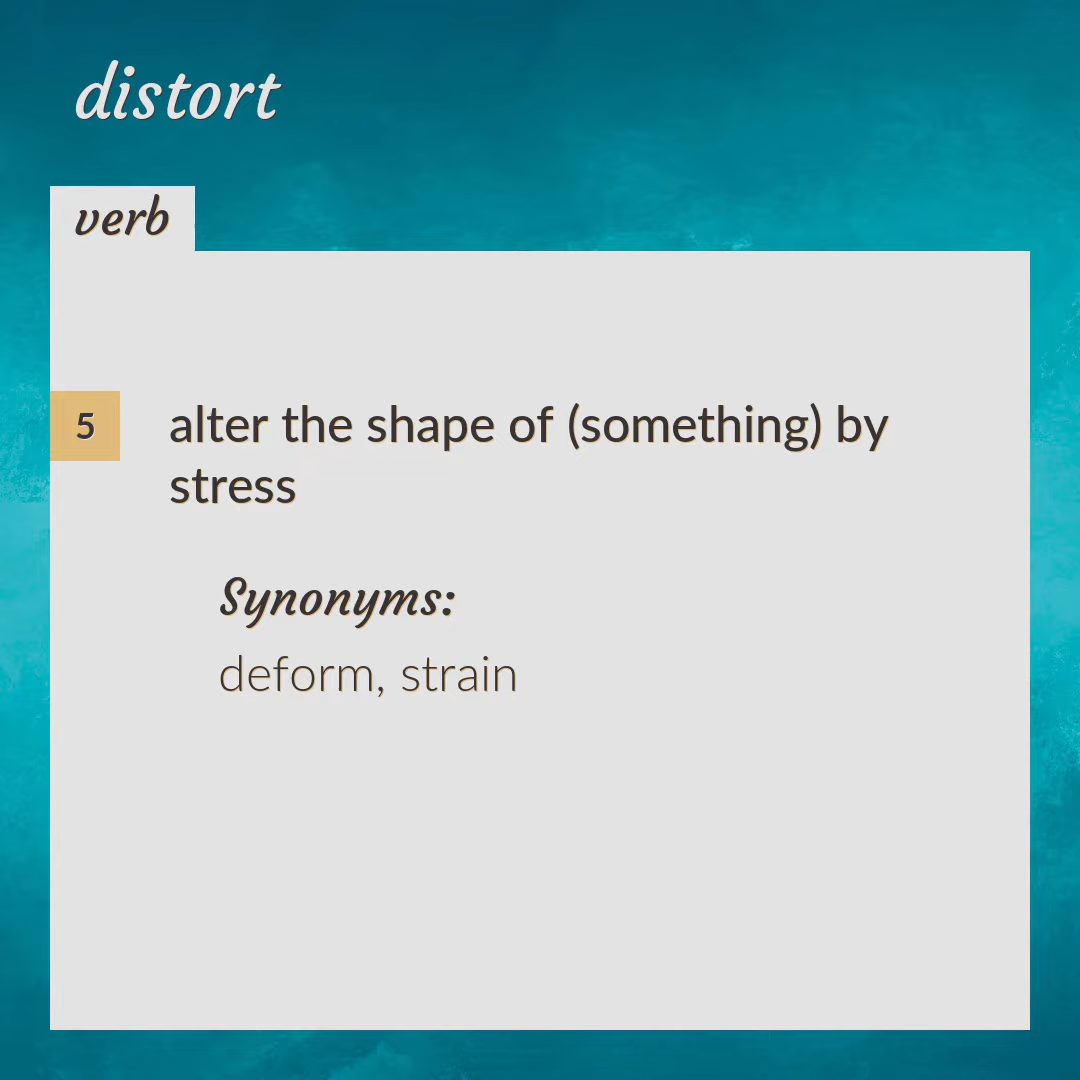 distort
verb
5
alter the shape of (something) by
stress
Synonyms:
deform, strain